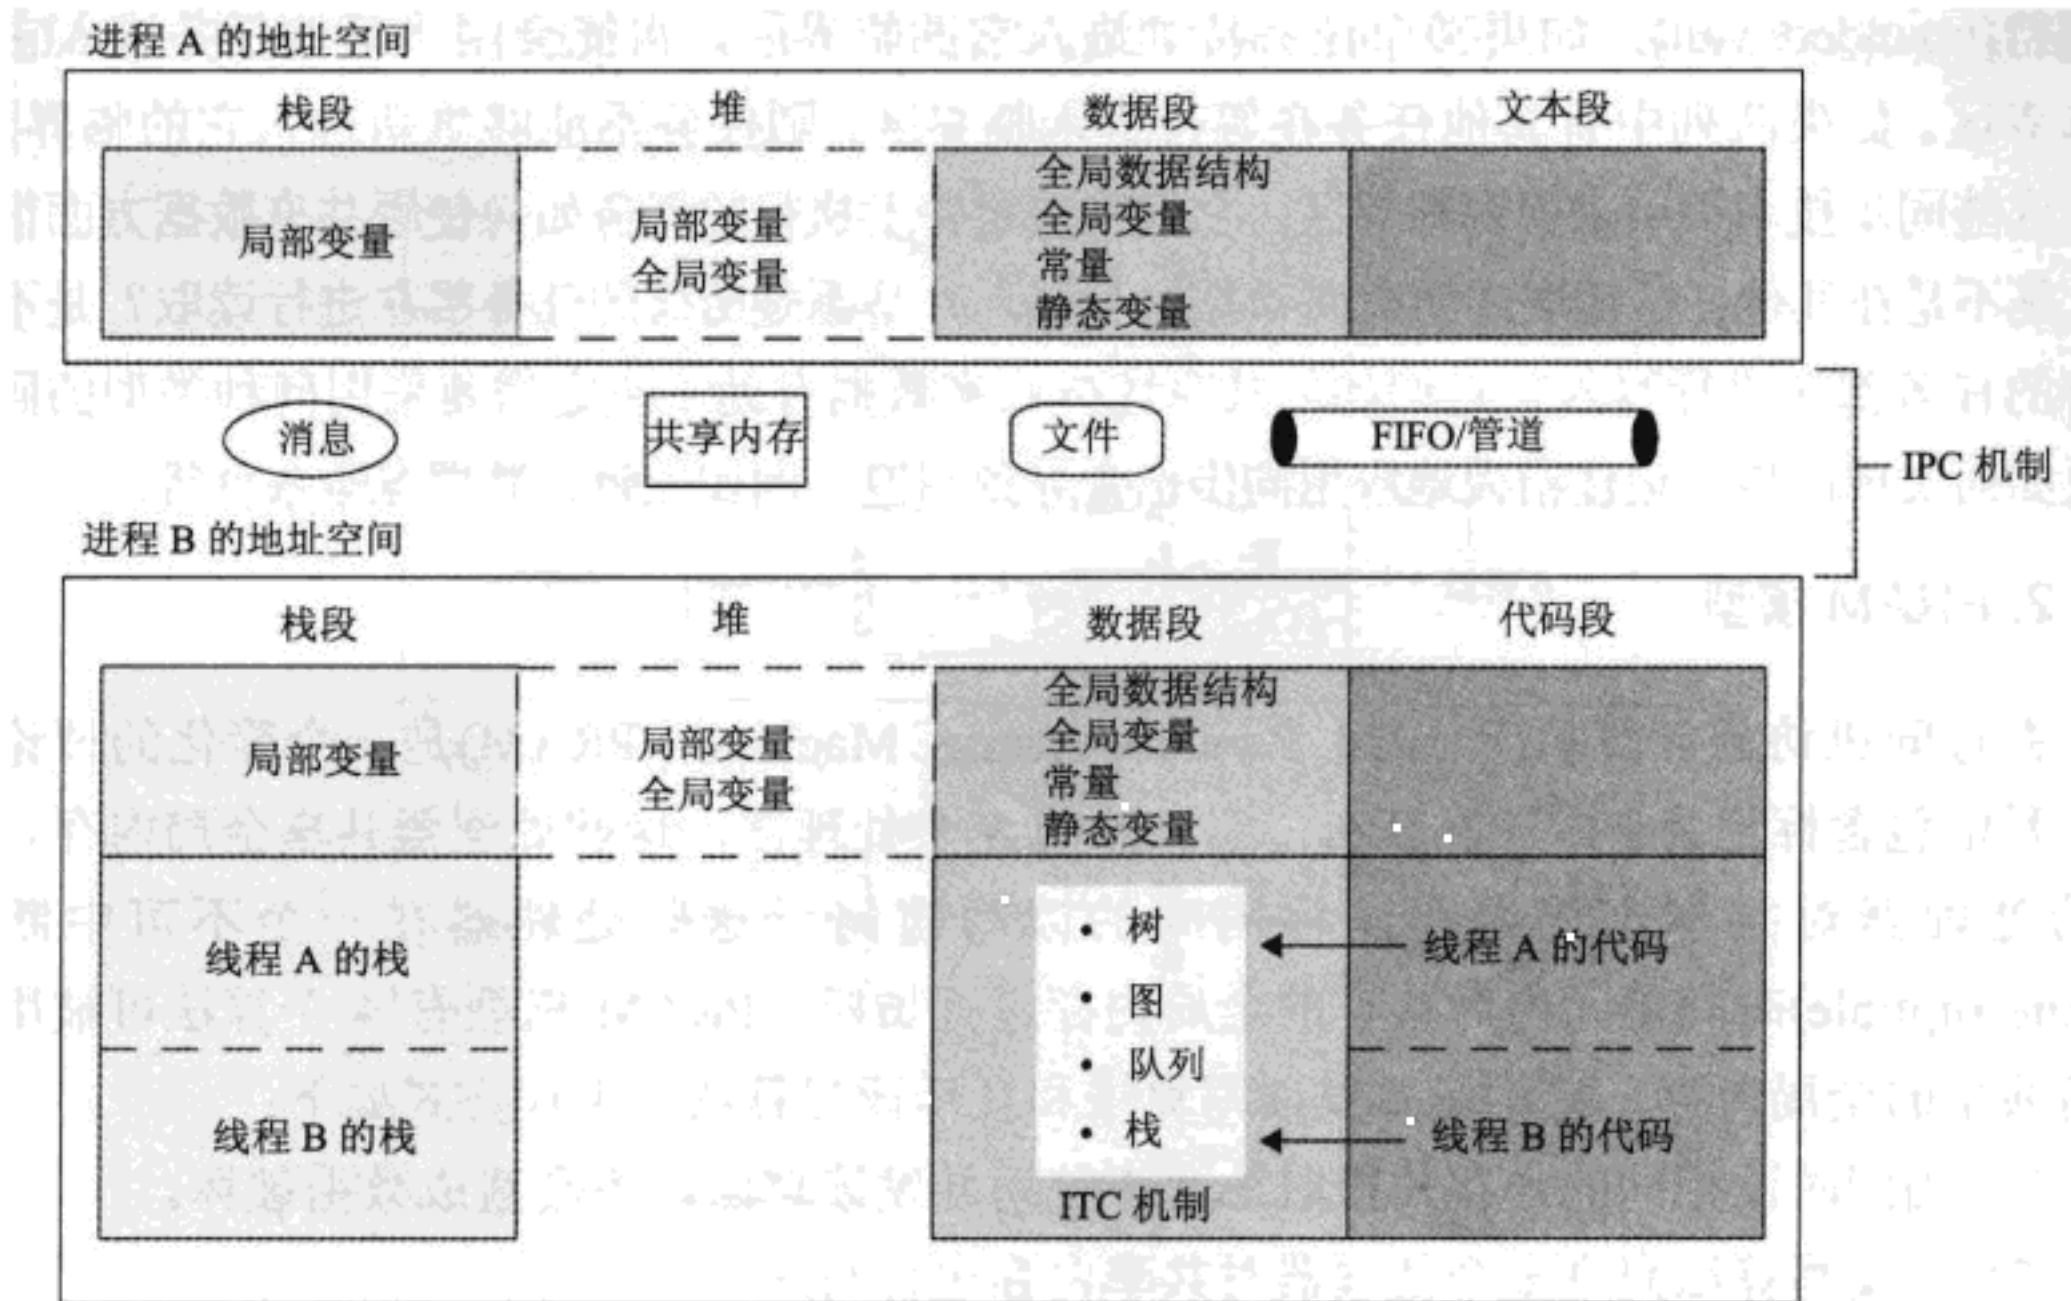 进程 A 的地址空间
栈段 堆 数据段 文本段
局部变量
局部变量
全局变量
全局数据结构
全局变量
常量
静态变量
消息 共享内存 文件 FIFO/管道
IPC 机制
进程 B 的地址空间
栈段 堆 数据段 代码段
局部变量
局部变量
全局变量
全局数据结构
全局变量
常量
静态变量
线程 A 的栈
线程 B 的栈
• 树
• 图
• 队列
• 栈
ITC 机制
线程 A 的代码
线程 B 的代码